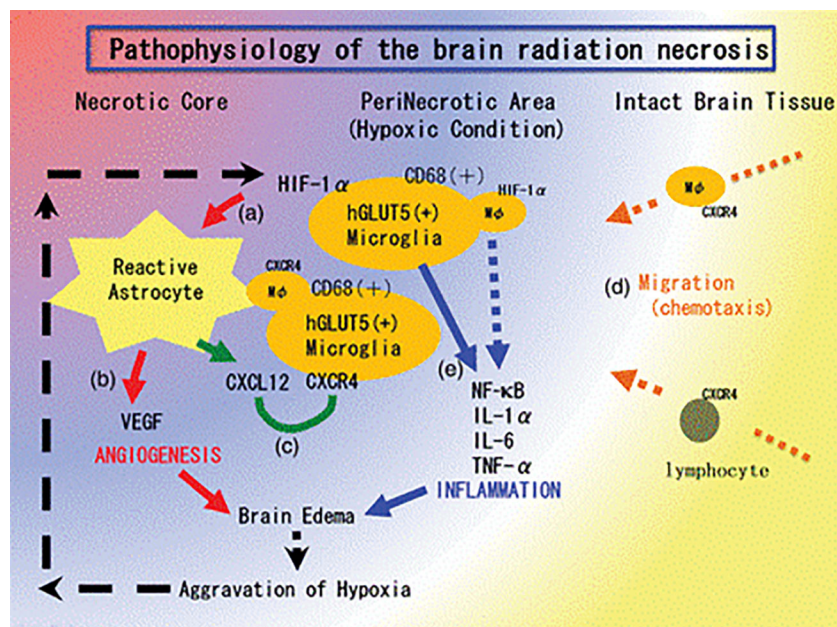 Pathophysiology of the brain radiation necrosis
Necrotic Core
PeriNecrotic Area
(Hypoxic Condition)
Intact Brain Tissue
HIF-1α
CD68(+)
HIF-1α
Mφ
hGLUT5(+)
Microglia
(a)
Reactive
Astrocyte
CXCR4
Mφ
CD68(+)
hGLUT5(+)
Microglia
Mφ
CXCR4
(d) Migration
(chemotaxis)
(b)
CXCL12
CXCR4
(c)
(e)
VEGF
ANGIOGENESIS
NF-κB
IL-1α
IL-6
TNF-α
INFLAMMATION
CXCR4
lymphocyte
Brain Edema
Aggravation of Hypoxia